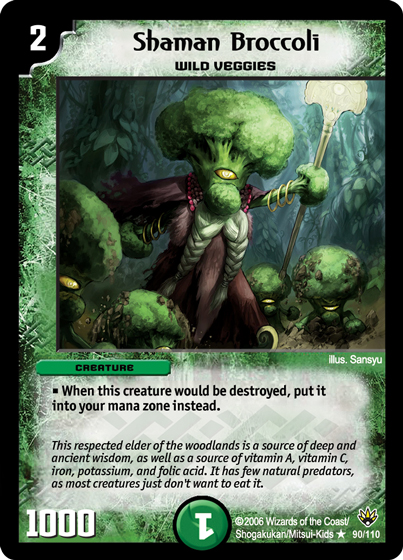 2
Shaman Broccoli
WILD VEGGIES
illus. Sansyu
CREATURE
▪ When this creature would be destroyed, put it
into your mana zone instead.
This respected elder of the woodlands is a source of deep and
ancient wisdom, as well as a source of vitamin A, vitamin C,
iron, potassium, and folic acid. It has few natural predators,
as most creatures just don't want to eat it.
1000
1
©2006 Wizards of the Coast/
Shogakukan/Mitsui-Kids ★ 90/110